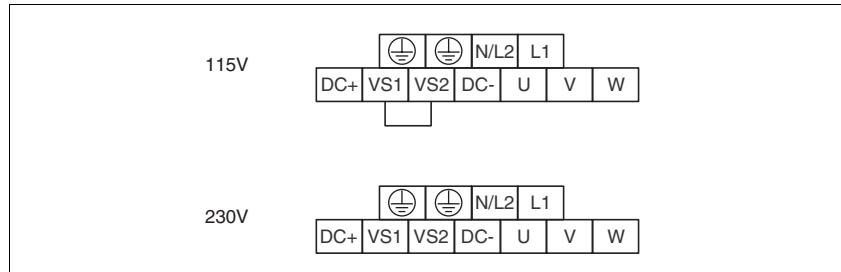 115V
N/L2 L1
DC+ VS1 VS2 DC- U V W
230V
N/L2 L1
DC+ VS1 VS2 DC- U V W